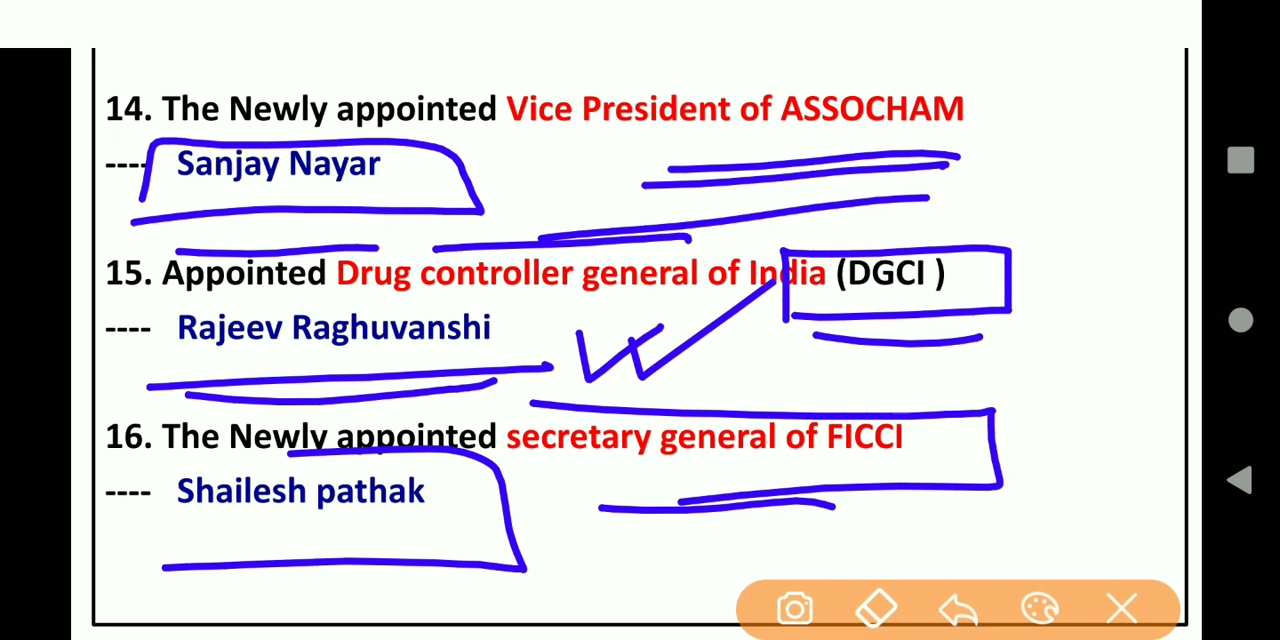 14. The Newly appointed Vice President of ASSOCHAM
---- Sanjay Nayar
15. Appointed Drug controller general of India (DGCI )
---- Rajeev Raghuvanshi
16. The Newly appointed secretary general of FICCI
---- Shailesh pathak